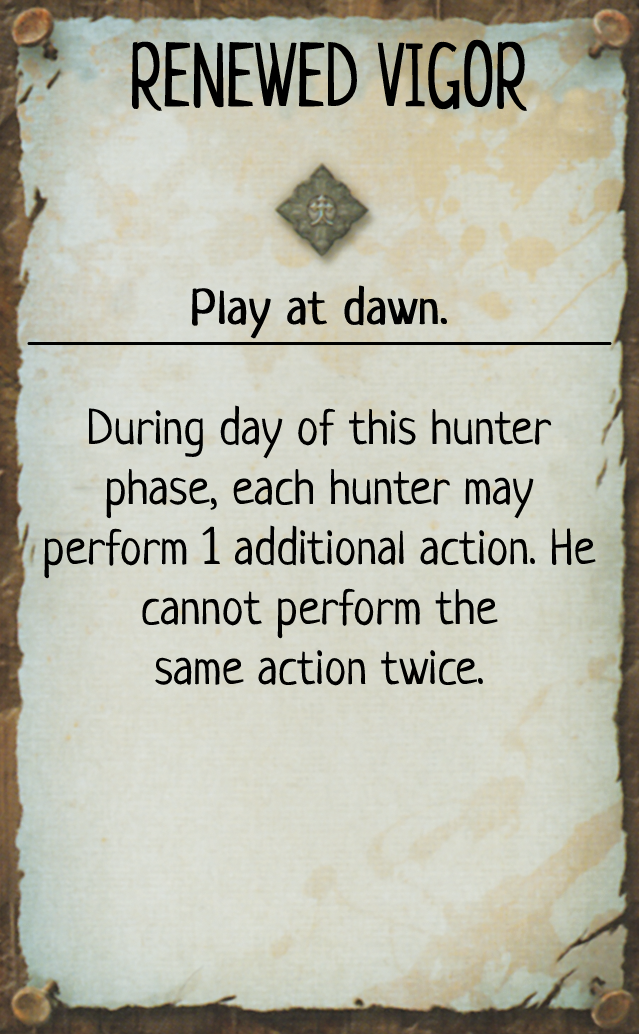 RENEWED VIGOR
Play at dawn.
During day of this hunter
phase, each hunter may
perform 1 additional action. He
cannot perform the
same action twice.